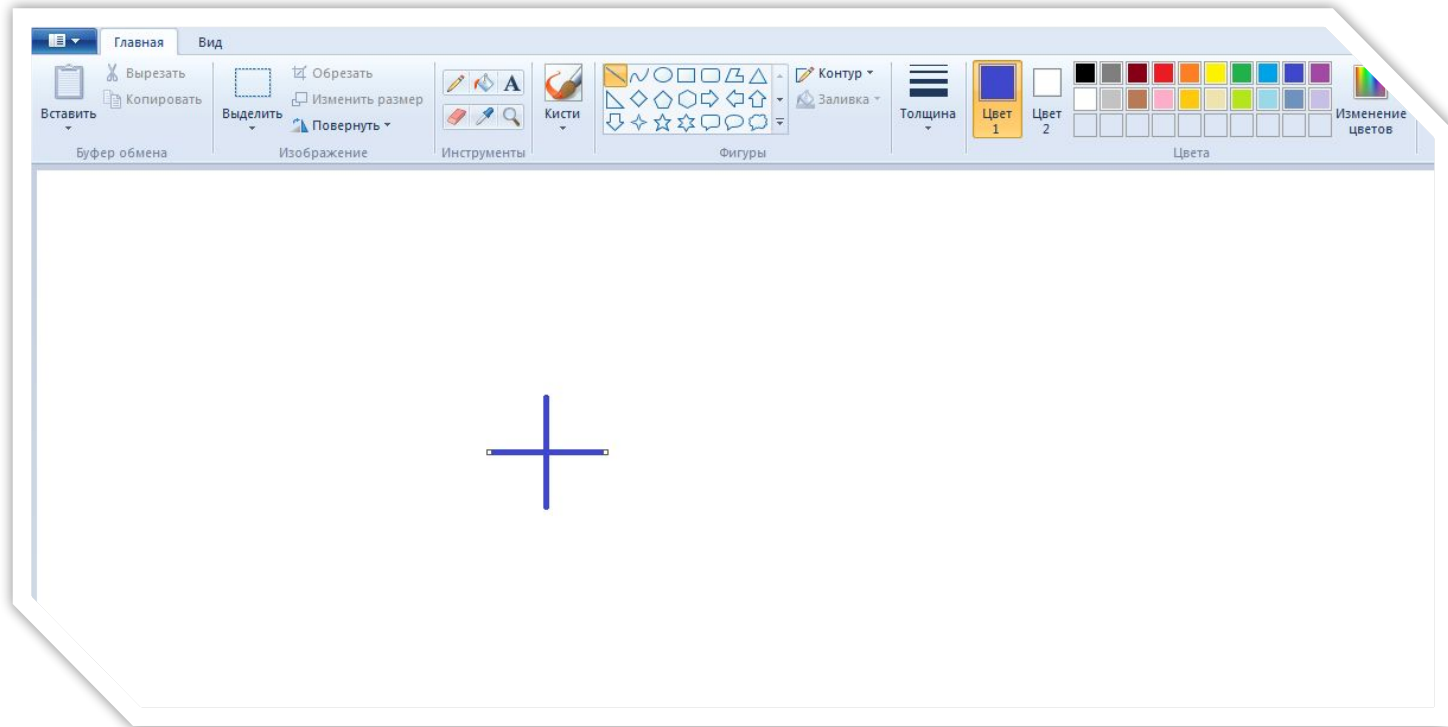 Главная Вид
Вставить
Вырезать
Копировать
Буфер обмена
Выделить
Обрезать
Изменить размер
Повернуть
Изображение
A
Инструменты
Кисти
Контур
Заливка
Фигуры
Толщина
Цвет
1
Цвет
2
Изменение
цветов
Цвета